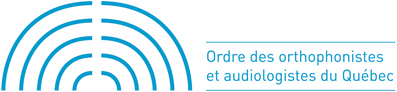 Ordre des orthophonistes
et audiologistes du Québec